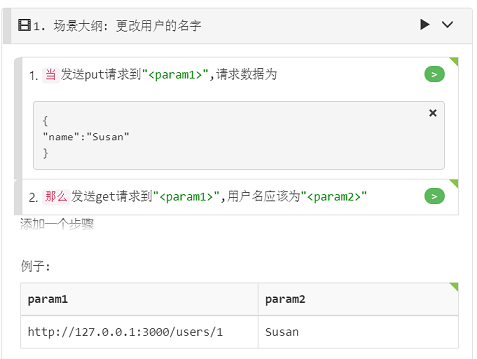 1. 场景大纲: 更改用户的名字
1. 当 发送put请求到"<param1>",请求数据为
{
"name":"Susan"
}
2. 那么 发送get请求到"<param1>",用户名应该为"<param2>"
添加一个步骤
例子:
param1 param2
http://127.0.0.1:3000/users/1 Susan